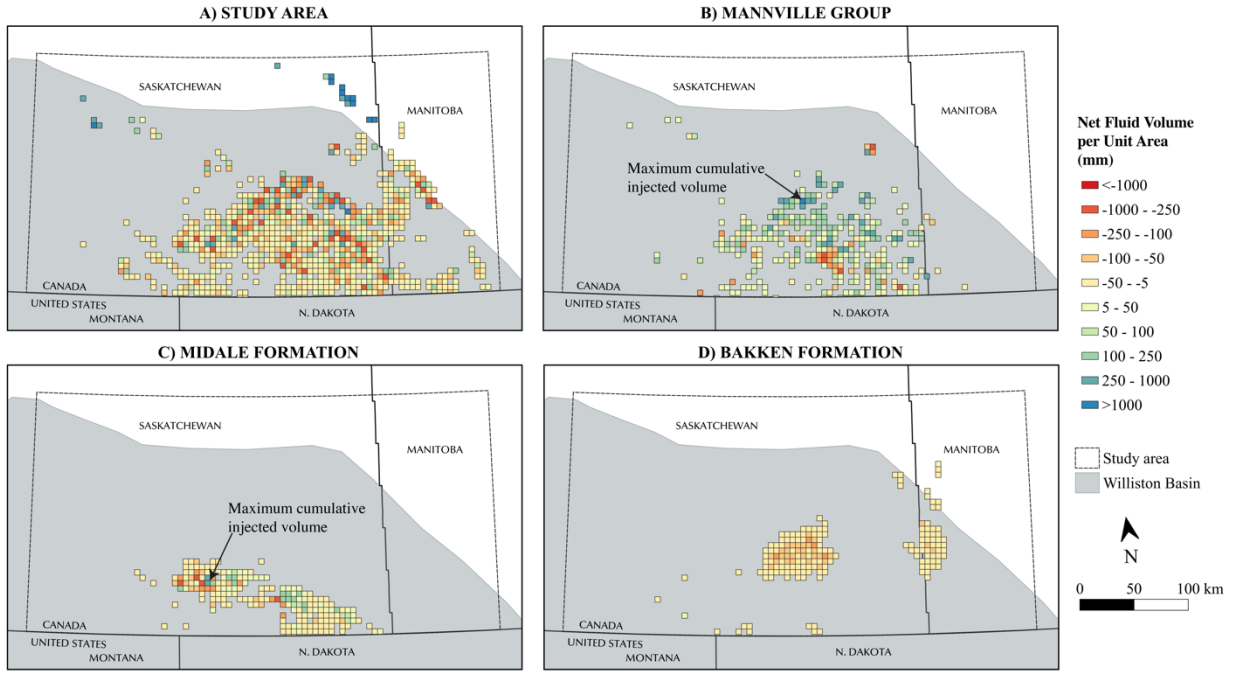 A) STUDY AREA
SASKATCHEWAN
MANITOBA
CANADA
UNITED STATES
MONTANA
N. DAKOTA
B) MANNVILLE GROUP
SASKATCHEWAN
MANITOBA
Maximum cumulative
injected volume
CANADA
UNITED STATES
MONTANA
N. DAKOTA
C) MIDALE FORMATION
SASKATCHEWAN
MANITOBA
Maximum cumulative
injected volume
CANADA
UNITED STATES
MONTANA
N. DAKOTA
D) BAKKEN FORMATION
SASKATCHEWAN
MANITOBA
CANADA
UNITED STATES
MONTANA
N. DAKOTA
Net Fluid Volume
per Unit Area
(mm)
<-1000
-1000 - -250
-250 - -100
-100 - -50
-50 - -5
5 - 50
50 - 100
100 - 250
250 - 1000
>1000
Study area
Williston Basin
N
0 50 100 km